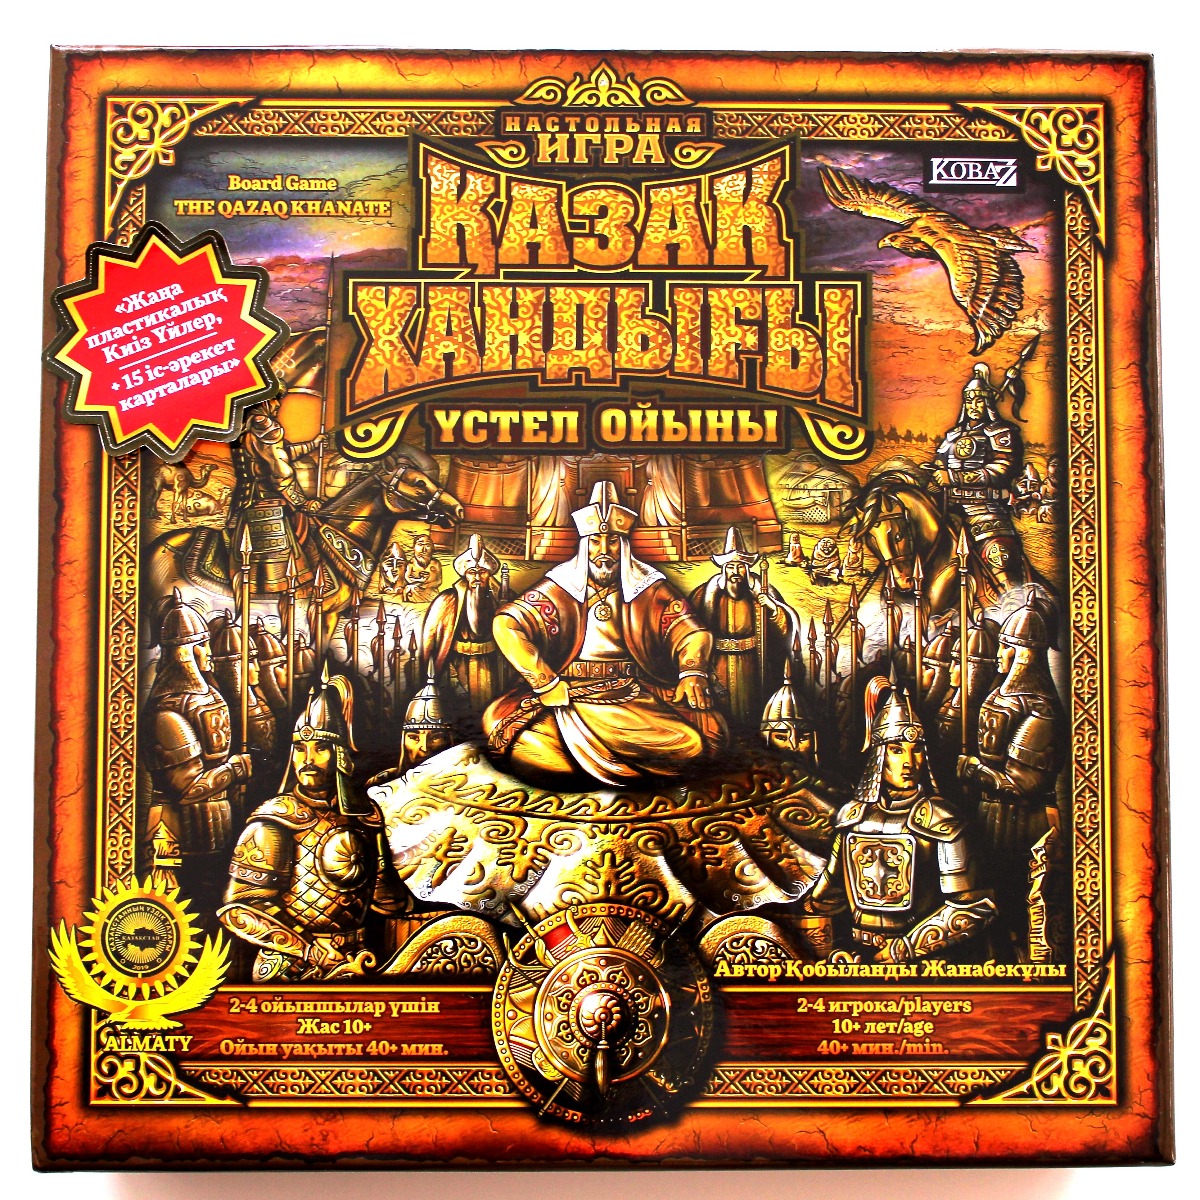 НАСТОЛЬНАЯ
ИГРА
Board Game
THE QAZAQ KHANATE
KOBAZ
ҚАЗАҚ
ХАНДЫҒЫ
ҮСТЕЛ ОЙЫНЫ
«Жаңа
пластикалық
Киіз Үйлер,
+ 15 іс-әрекет
карталары»
Автор Қобыланды Жанабекұлы
ҚАЗАҚСТАН
2019
ALMATY
2-4 ойыншылар үшін
Жас 10+
Ойын уақыты 40+ мин.
2-4 игрока/players
10+ лет/age
40+ мин./min.